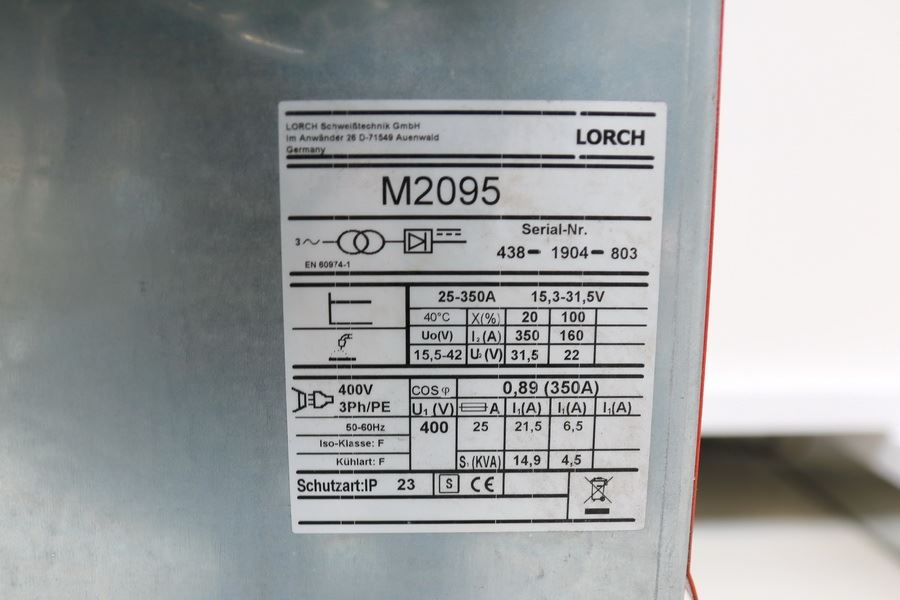 LORCH Schweißtechnik GmbH
Im Anwänder 26 D-71549 Auenwald
Germany
LORCH
M2095
3~
EN 60974-1
Serial-Nr.
438- 1904- 803
25-350A 15,3-31,5V
40°C X(%) 20 100
Uo(V) I₂(A) 350 160
15,5-42 U₂(V) 31,5 22
400V
3Ph/PE
COS φ 0,89 (350A)
U₁ (V) A I₁(A) I₁(A) I₁(A)
50-60Hz 400 25 21,5 6,5
Iso-Klasse: F
Kühlart: F S₁(KVA) 14,9 4,5
Schutzart:IP 23 S CE